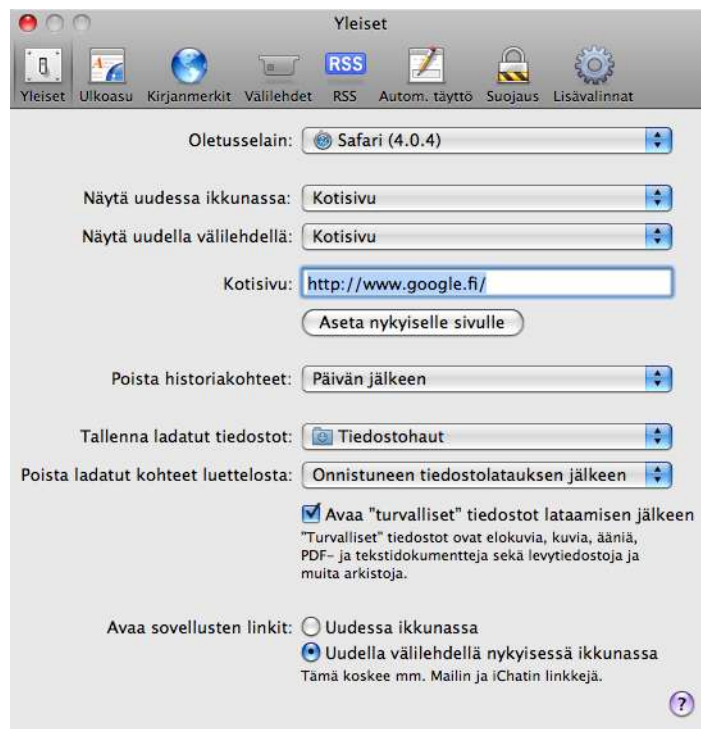 Yleiset
RSS
Yleiset Ulkoasu Kirjanmerkit Välilehdet RSS Autom. täyttö Suojaus Lisävalinnat
Oletusselain: Safari (4.0.4)
Näytä uudessa ikkunassa: Kotisivu
Näytä uudella välilehdellä: Kotisivu
Kotisivu: http://www.google.fi/
Aseta nykyiselle sivulle
Poista historiakohteet: Päivän jälkeen
Tallenna ladatut tiedostot: Tiedostohaut
Poista ladatut kohteet luettelosta: Onnistuneen tiedostolatauksen jälkeen
Avaa "turvalliset" tiedostot lataamisen jälkeen
"Turvalliset" tiedostot ovat elokuvia, kuvia, ääniä,
PDF- ja tekstidokumentteja sekä levytiedostoja ja
muita arkistoja.
Avaa sovellusten linkit: Uudessa ikkunassa
Uudella välilehdellä nykyisessä ikkunassa
Tämä koskee mm. Mailin ja iChatin linkkejä.
?